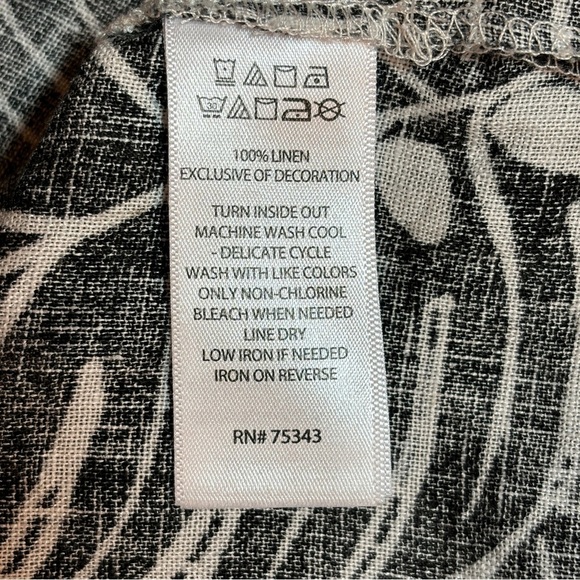 100% LINEN
EXCLUSIVE OF DECORATION
TURN INSIDE OUT
MACHINE WASH COOL
- DELICATE CYCLE
WASH WITH LIKE COLORS
ONLY NON-CHLORINE
BLEACH WHEN NEEDED
LINE DRY
LOW IRON IF NEEDED
IRON ON REVERSE
RN# 75343